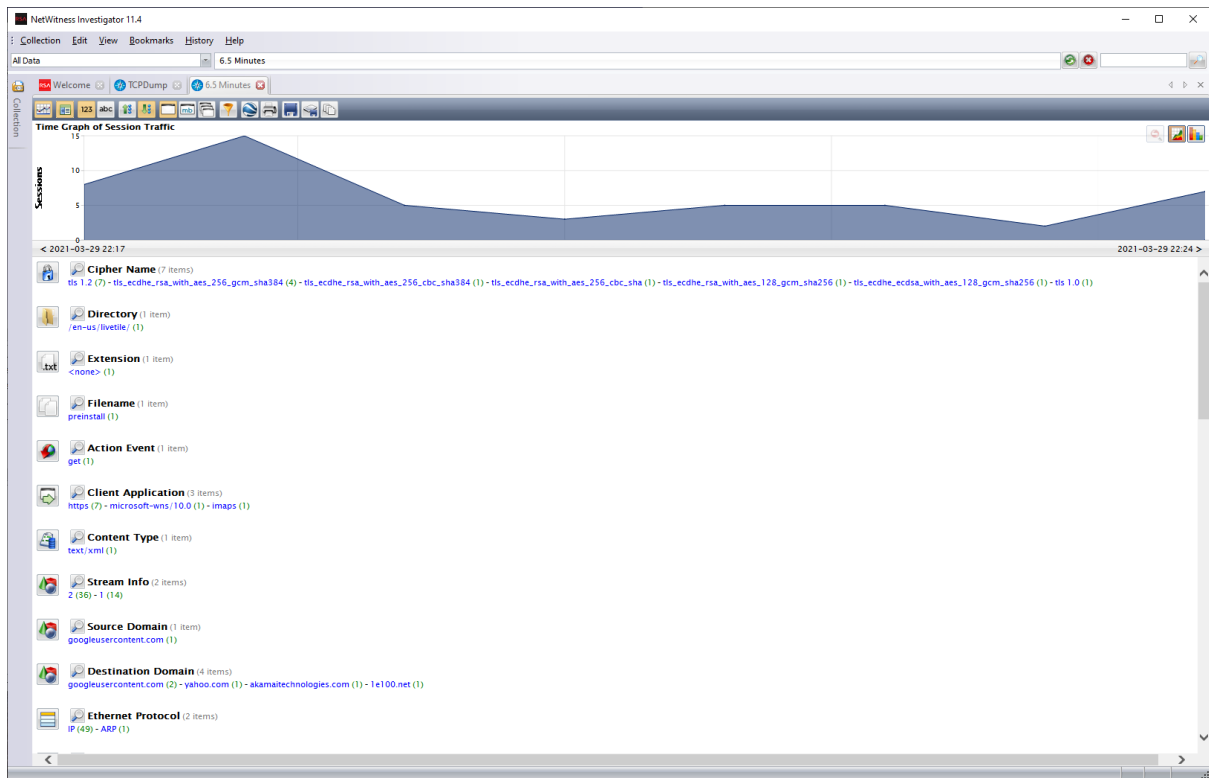 RSA NetWitness Investigator 11.4
Collection Edit View Bookmarks History Help
All Data 6.5 Minutes
RSA Welcome TCPDump 6.5 Minutes
Collection
123 abc mb
Time Graph of Session Traffic
15
10
5
0
Sessions
< 2021-03-29 22:17 2021-03-29 22:24 >
Cipher Name (7 items)
tls 1.2 (7) - tls_ecdhe_rsa_with_aes_256_gcm_sha384 (4) - tls_ecdhe_rsa_with_aes_256_cbc_sha384 (1) - tls_ecdhe_rsa_with_aes_256_cbc_sha (1) - tls_ecdhe_rsa_with_aes_128_gcm_sha256 (1) - tls_ecdhe_ecdsa_with_aes_128_gcm_sha256 (1) - tls 1.0 (1)
Directory (1 item)
/en-us/livetile/ (1)
.txt Extension (1 item)
<none> (1)
Filename (1 item)
preinstall (1)
Action Event (1 item)
get (1)
Client Application (3 items)
https (7) - microsoft-wns/10.0 (1) - imaps (1)
Content Type (1 item)
text/xml (1)
Stream Info (2 items)
2 (36) - 1 (14)
Source Domain (1 item)
googleusercontent.com (1)
Destination Domain (4 items)
googleusercontent.com (2) - yahoo.com (1) - akamaitechnologies.com (1) - 1e100.net (1)
Ethernet Protocol (2 items)
IP (49) - ARP (1)